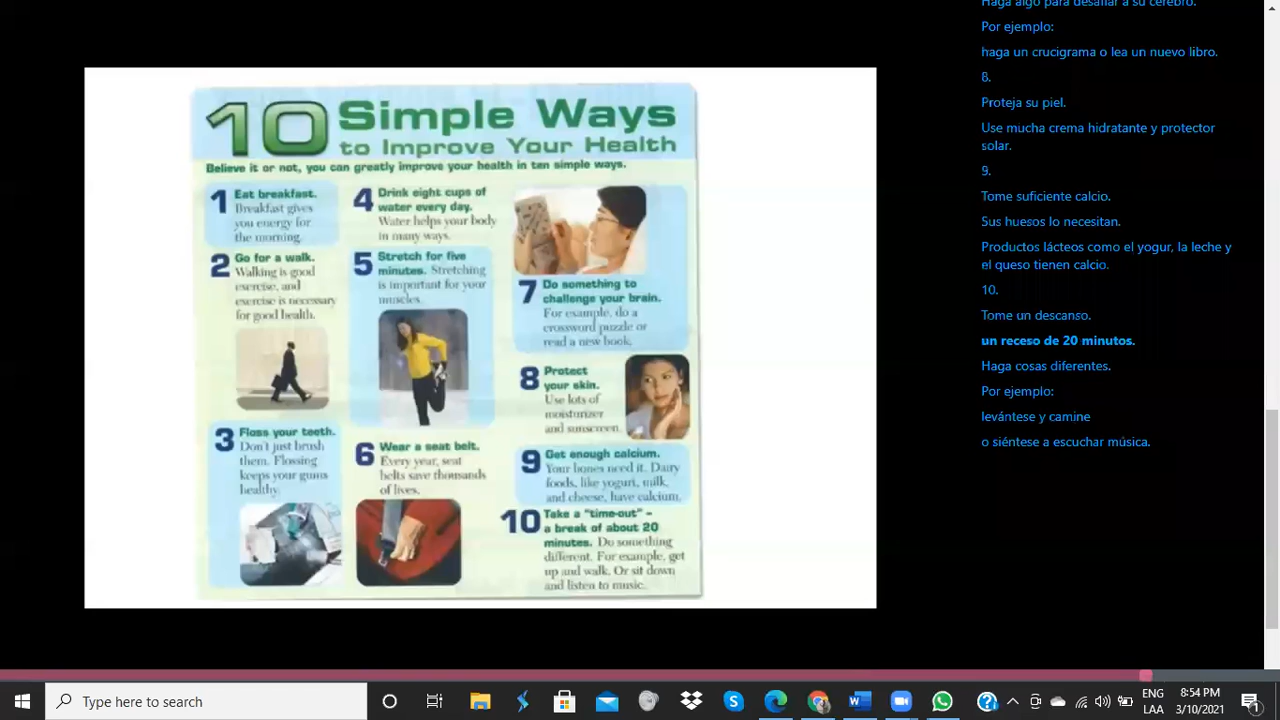 10 Simple Ways
to Improve Your Health
Believe it or not, you can greatly improve your health in ten simple ways.
1 Eat breakfast.
Breakfast gives
you energy for
the morning.
2 Go for a walk.
Walking is good
exercise, and
exercise is necessary
for good health.
3 Floss your teeth.
Don't just brush
them. Flossing
keeps your gums
healthy.
4 Drink eight cups of
water every day.
Water helps your body
in many ways.
5 Stretch for five
minutes. Stretching
is important for your
muscles.
6 Wear a seat belt.
Every year, seat
belts save thousands
of lives.
7 Do something to
challenge your brain.
For example, do a
crossword puzzle or
read a new book.
8 Protect
your skin.
Use lots of
moisturizer
and sunscreen.
9 Get enough calcium.
Your bones need it. Dairy
foods, like yogurt, milk,
and cheese, have calcium.
10 Take a "time-out" –
a break of about 20
minutes. Do something
different. For example, get
up and walk. Or sit down
and listen to music.
Haga algo para desafiar a su cerebro.
Por ejemplo:
haga un crucigrama o lea un nuevo libro.
8.
Proteja su piel.
Use mucha crema hidratante y protector
solar.
9.
Tome suficiente calcio.
Sus huesos lo necesitan.
Productos lácteos como el yogur, la leche y
el queso tienen calcio.
10.
Tome un descanso.
un receso de 20 minutos.
Haga cosas diferentes.
Por ejemplo:
levántese y camine
o siéntese a escuchar música.
Type here to search
ENG
LAA
8:54 PM
3/10/2021